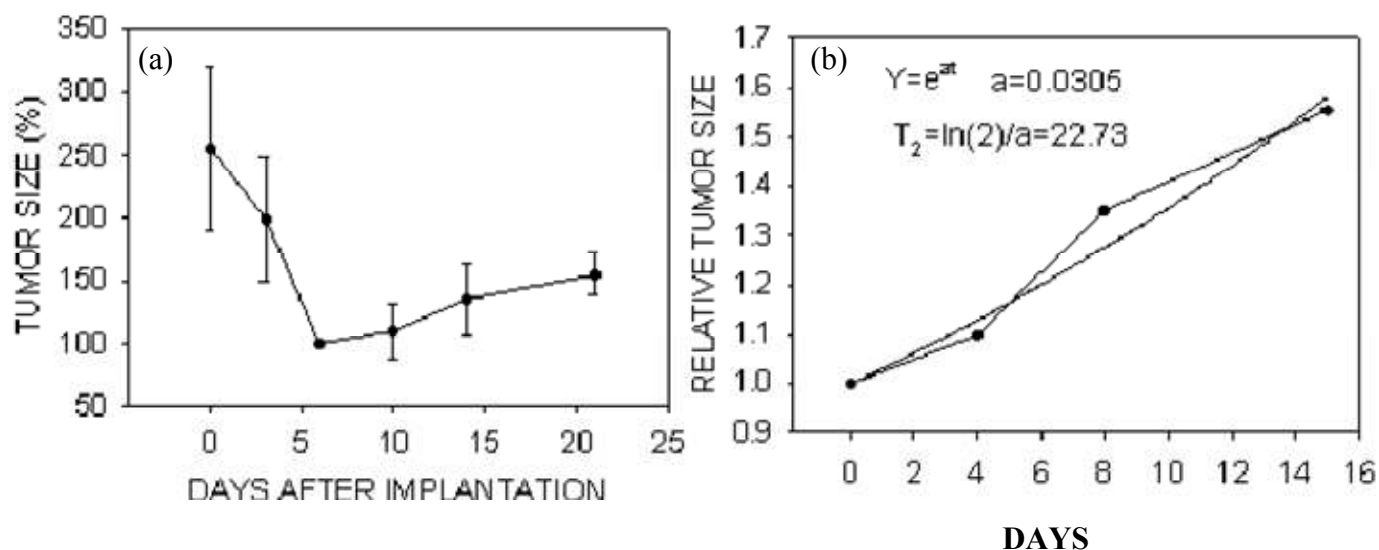 (a)
350
300
250
200
150
100
50
TUMOR SIZE (%)
0 5 10 15 20 25
DAYS AFTER IMPLANTATION
(b)
Y=e^at a=0.0305
T₂=ln(2)/a=22.73
1.7
1.6
1.5
1.4
1.3
1.2
1.1
1.0
0.9
RELATIVE TUMOR SIZE
0 2 4 6 8 10 12 14 16
DAYS